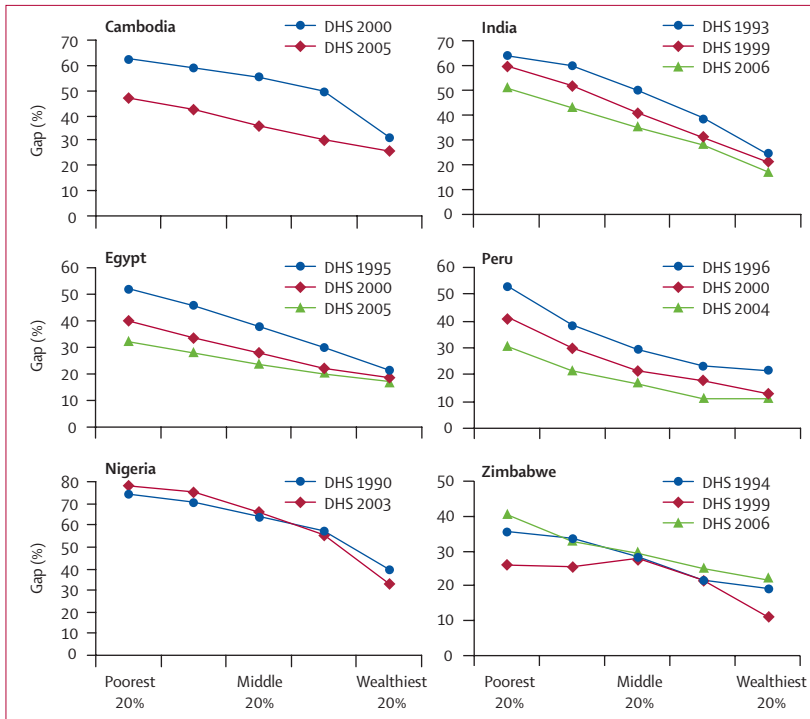 Cambodia
DHS 2000
DHS 2005
Gap (%)
70
60
50
40
30
20
10
0
India
DHS 1993
DHS 1999
DHS 2006
70
60
50
40
30
20
10
0
Egypt
DHS 1995
DHS 2000
DHS 2005
Gap (%)
60
50
40
30
20
10
0
Peru
DHS 1996
DHS 2000
DHS 2004
60
50
40
30
20
10
0
Nigeria
DHS 1990
DHS 2003
Gap (%)
80
70
60
50
40
30
20
10
0
Poorest
20%
Middle
20%
Wealthiest
20%
Zimbabwe
DHS 1994
DHS 1999
DHS 2006
50
40
30
20
10
0
Poorest
20%
Middle
20%
Wealthiest
20%